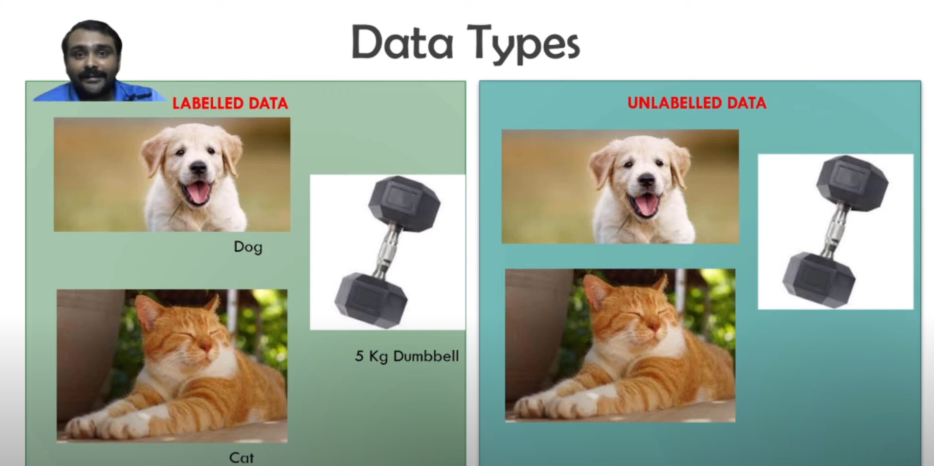 Data Types
LABELLED DATA
Dog
5 Kg Dumbbell
Cat
UNLABELLED DATA